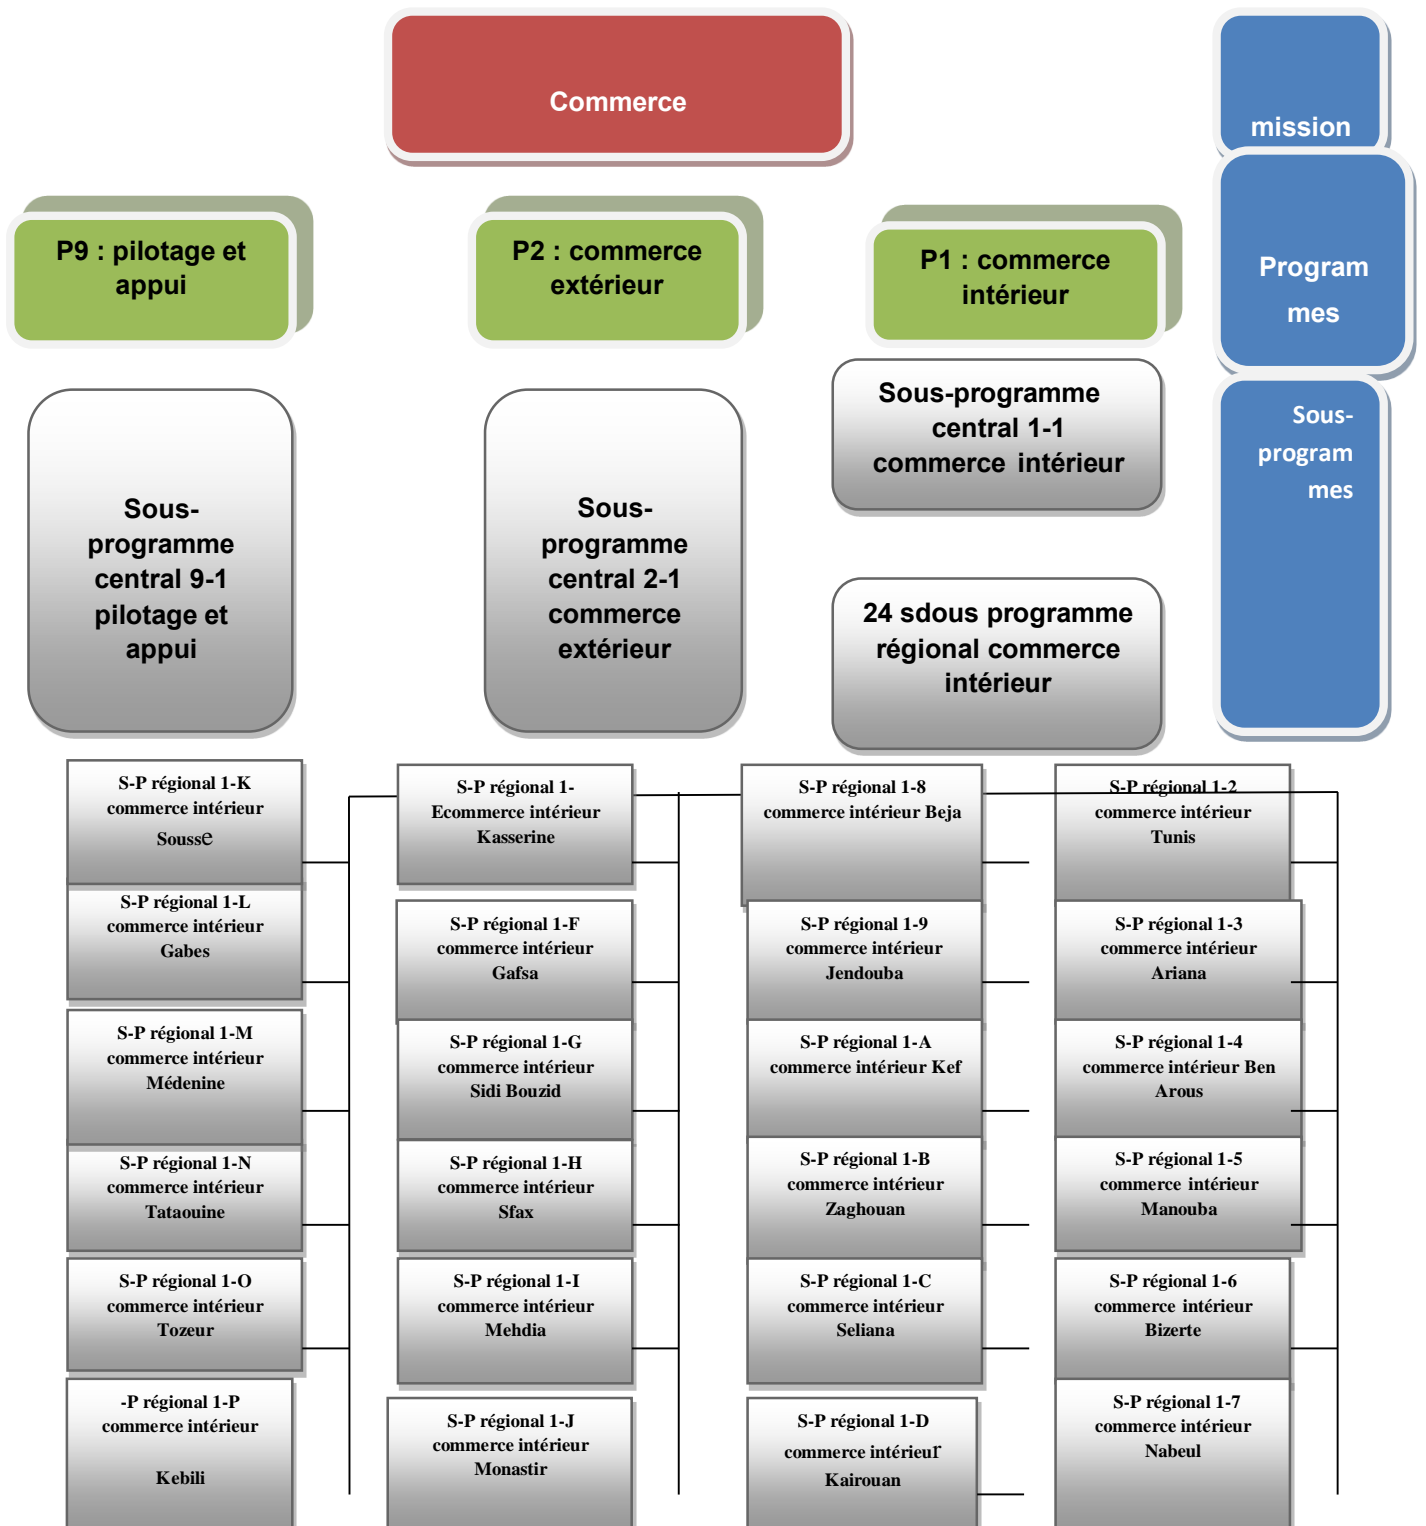 Commerce
mission
P9 : pilotage et
appui
P2 : commerce
extérieur
P1 : commerce
intérieur
Program
mes
Sous-programme
central 1-1
commerce intérieur
Sous-
program
mes
Sous-
programme
central 9-1
pilotage et
appui
Sous-
programme
central 2-1
commerce
extérieur
24 sdous programme
régional commerce
intérieur
S-P régional 1-K
commerce intérieur
Sousse
S-P régional 1-
Ecommerce intérieur
Kasserine
S-P régional 1-8
commerce intérieur Beja
S-P régional 1-2
commerce intérieur
Tunis
S-P régional 1-L
commerce intérieur
Gabes
S-P régional 1-F
commerce intérieur
Gafsa
S-P régional 1-9
commerce intérieur
Jendouba
S-P régional 1-3
commerce intérieur
Ariana
S-P régional 1-M
commerce intérieur
Médenine
S-P régional 1-G
commerce intérieur
Sidi Bouzid
S-P régional 1-A
commerce intérieur Kef
S-P régional 1-4
commerce intérieur Ben
Arous
S-P régional 1-N
commerce intérieur
Tataouine
S-P régional 1-H
commerce intérieur
Sfax
S-P régional 1-B
commerce intérieur
Zaghouan
S-P régional 1-5
commerce intérieur
Manouba
S-P régional 1-O
commerce intérieur
Tozeur
S-P régional 1-I
commerce intérieur
Mehdia
S-P régional 1-C
commerce intérieur
Seliana
S-P régional 1-6
commerce intérieur
Bizerte
-P régional 1-P
commerce intérieur
Kebili
S-P régional 1-J
commerce intérieur
Monastir
S-P régional 1-D
commerce intérieur
Kairouan
S-P régional 1-7
commerce intérieur
Nabeul